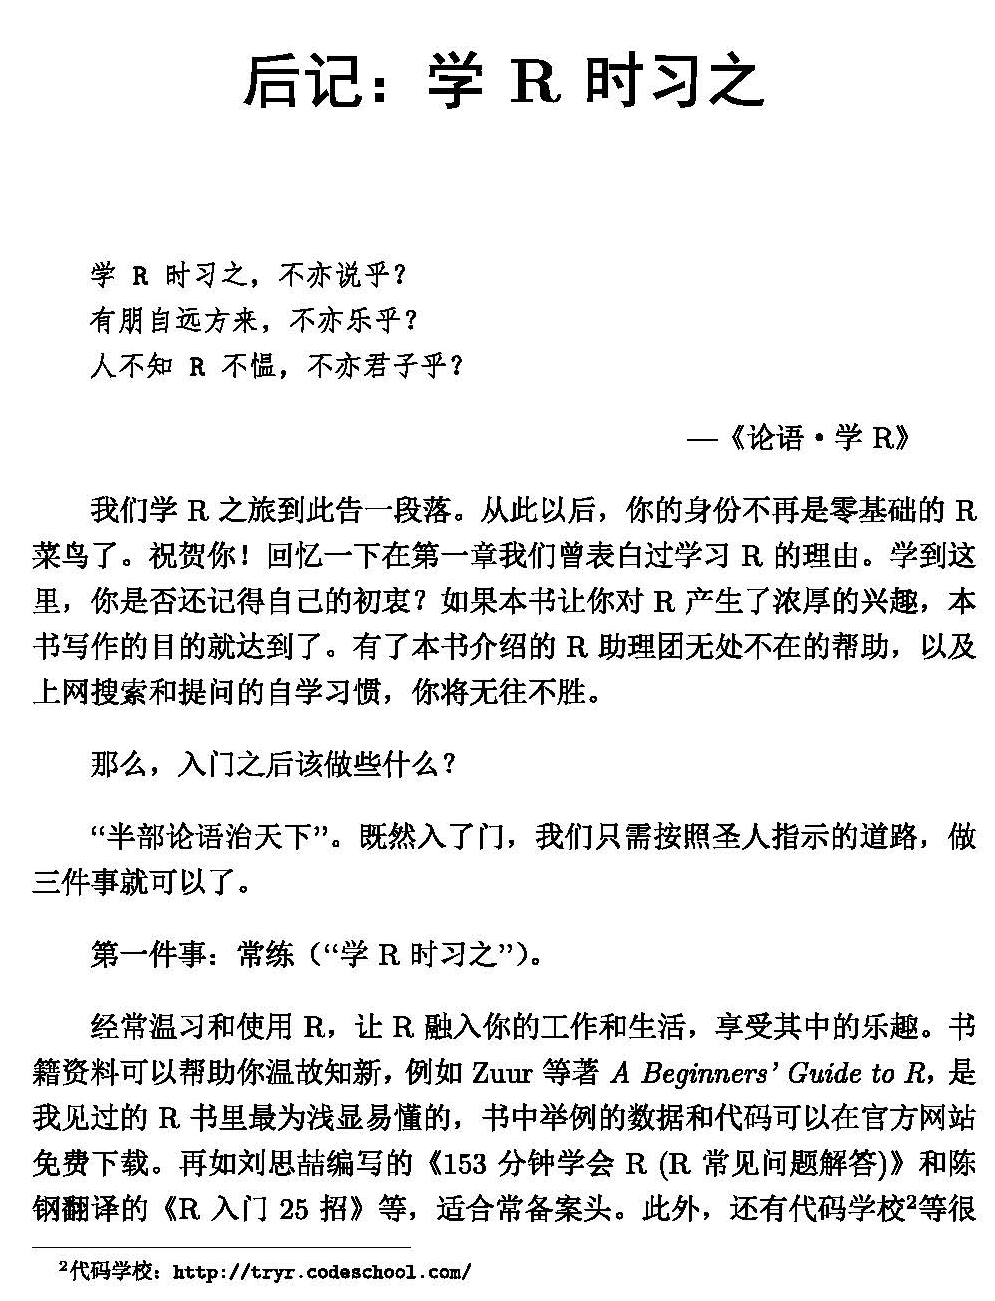 后记：学 R 时习之
学 R 时习之，不亦说乎？
有朋自远方来，不亦乐乎？
人不知 R 不愠，不亦君子乎？
—《论语·学 R》
我们学 R 之旅到此告一段落。从此以后，你的身份不再是零基础的 R
菜鸟了。祝贺你！回忆一下在第一章我们曾表白过学习 R 的理由。学到这
里，你是否还记得自己的初衷？如果本书让你对 R 产生了浓厚的兴趣，本
书写作的目的就达到了。有了本书介绍的 R 助理团无处不在的帮助，以及
上网搜索和提问的自学习惯，你将无往不胜。
那么，入门之后该做些什么？
“半部论语治天下”。既然入了门，我们只需按照圣人指示的道路，做
三件事就可以了。
第一件事：常练（“学 R 时习之”）。
经常温习和使用 R，让 R 融入你的工作和生活，享受其中的乐趣。书
籍资料可以帮助你温故知新，例如 Zuur 等著 A Beginners’ Guide to R，是
我见过的 R 书里最为浅显易懂的，书中举例的数据和代码可以在官方网站
免费下载。再如刘思喆编写的《153 分钟学会 R (R 常见问题解答)》和陈
钢翻译的《R 入门 25 招》等，适合常备案头。此外，还有代码学校²等很
²代码学校：http://tryr.codeschool.com/